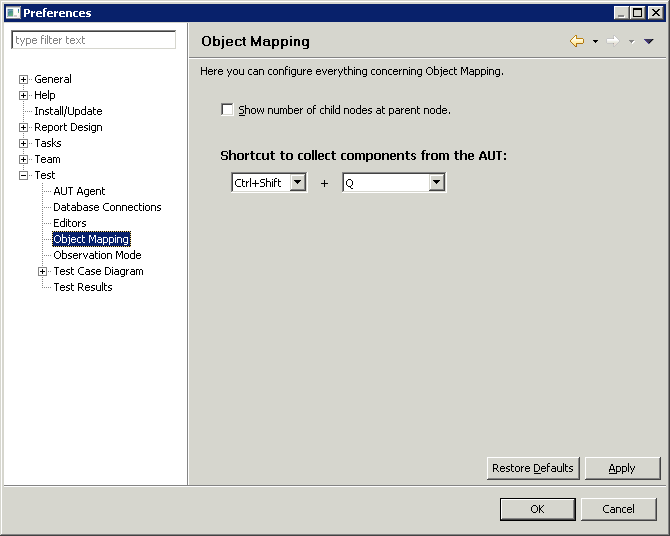 Preferences
type filter text
General
Help
Install/Update
Report Design
Tasks
Team
Test
AUT Agent
Database Connections
Editors
Object Mapping
Observation Mode
Test Case Diagram
Test Results
Object Mapping
Here you can configure everything concerning Object Mapping.
Show number of child nodes at parent node.
Shortcut to collect components from the AUT:
Ctrl+Shift + Q
Restore Defaults Apply
OK Cancel